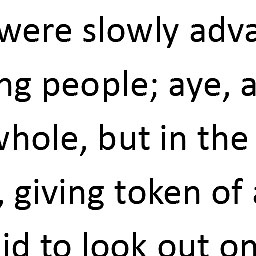 were slowly adva
ng people; aye, a
whole, but in the
, giving token of a
id to look out on